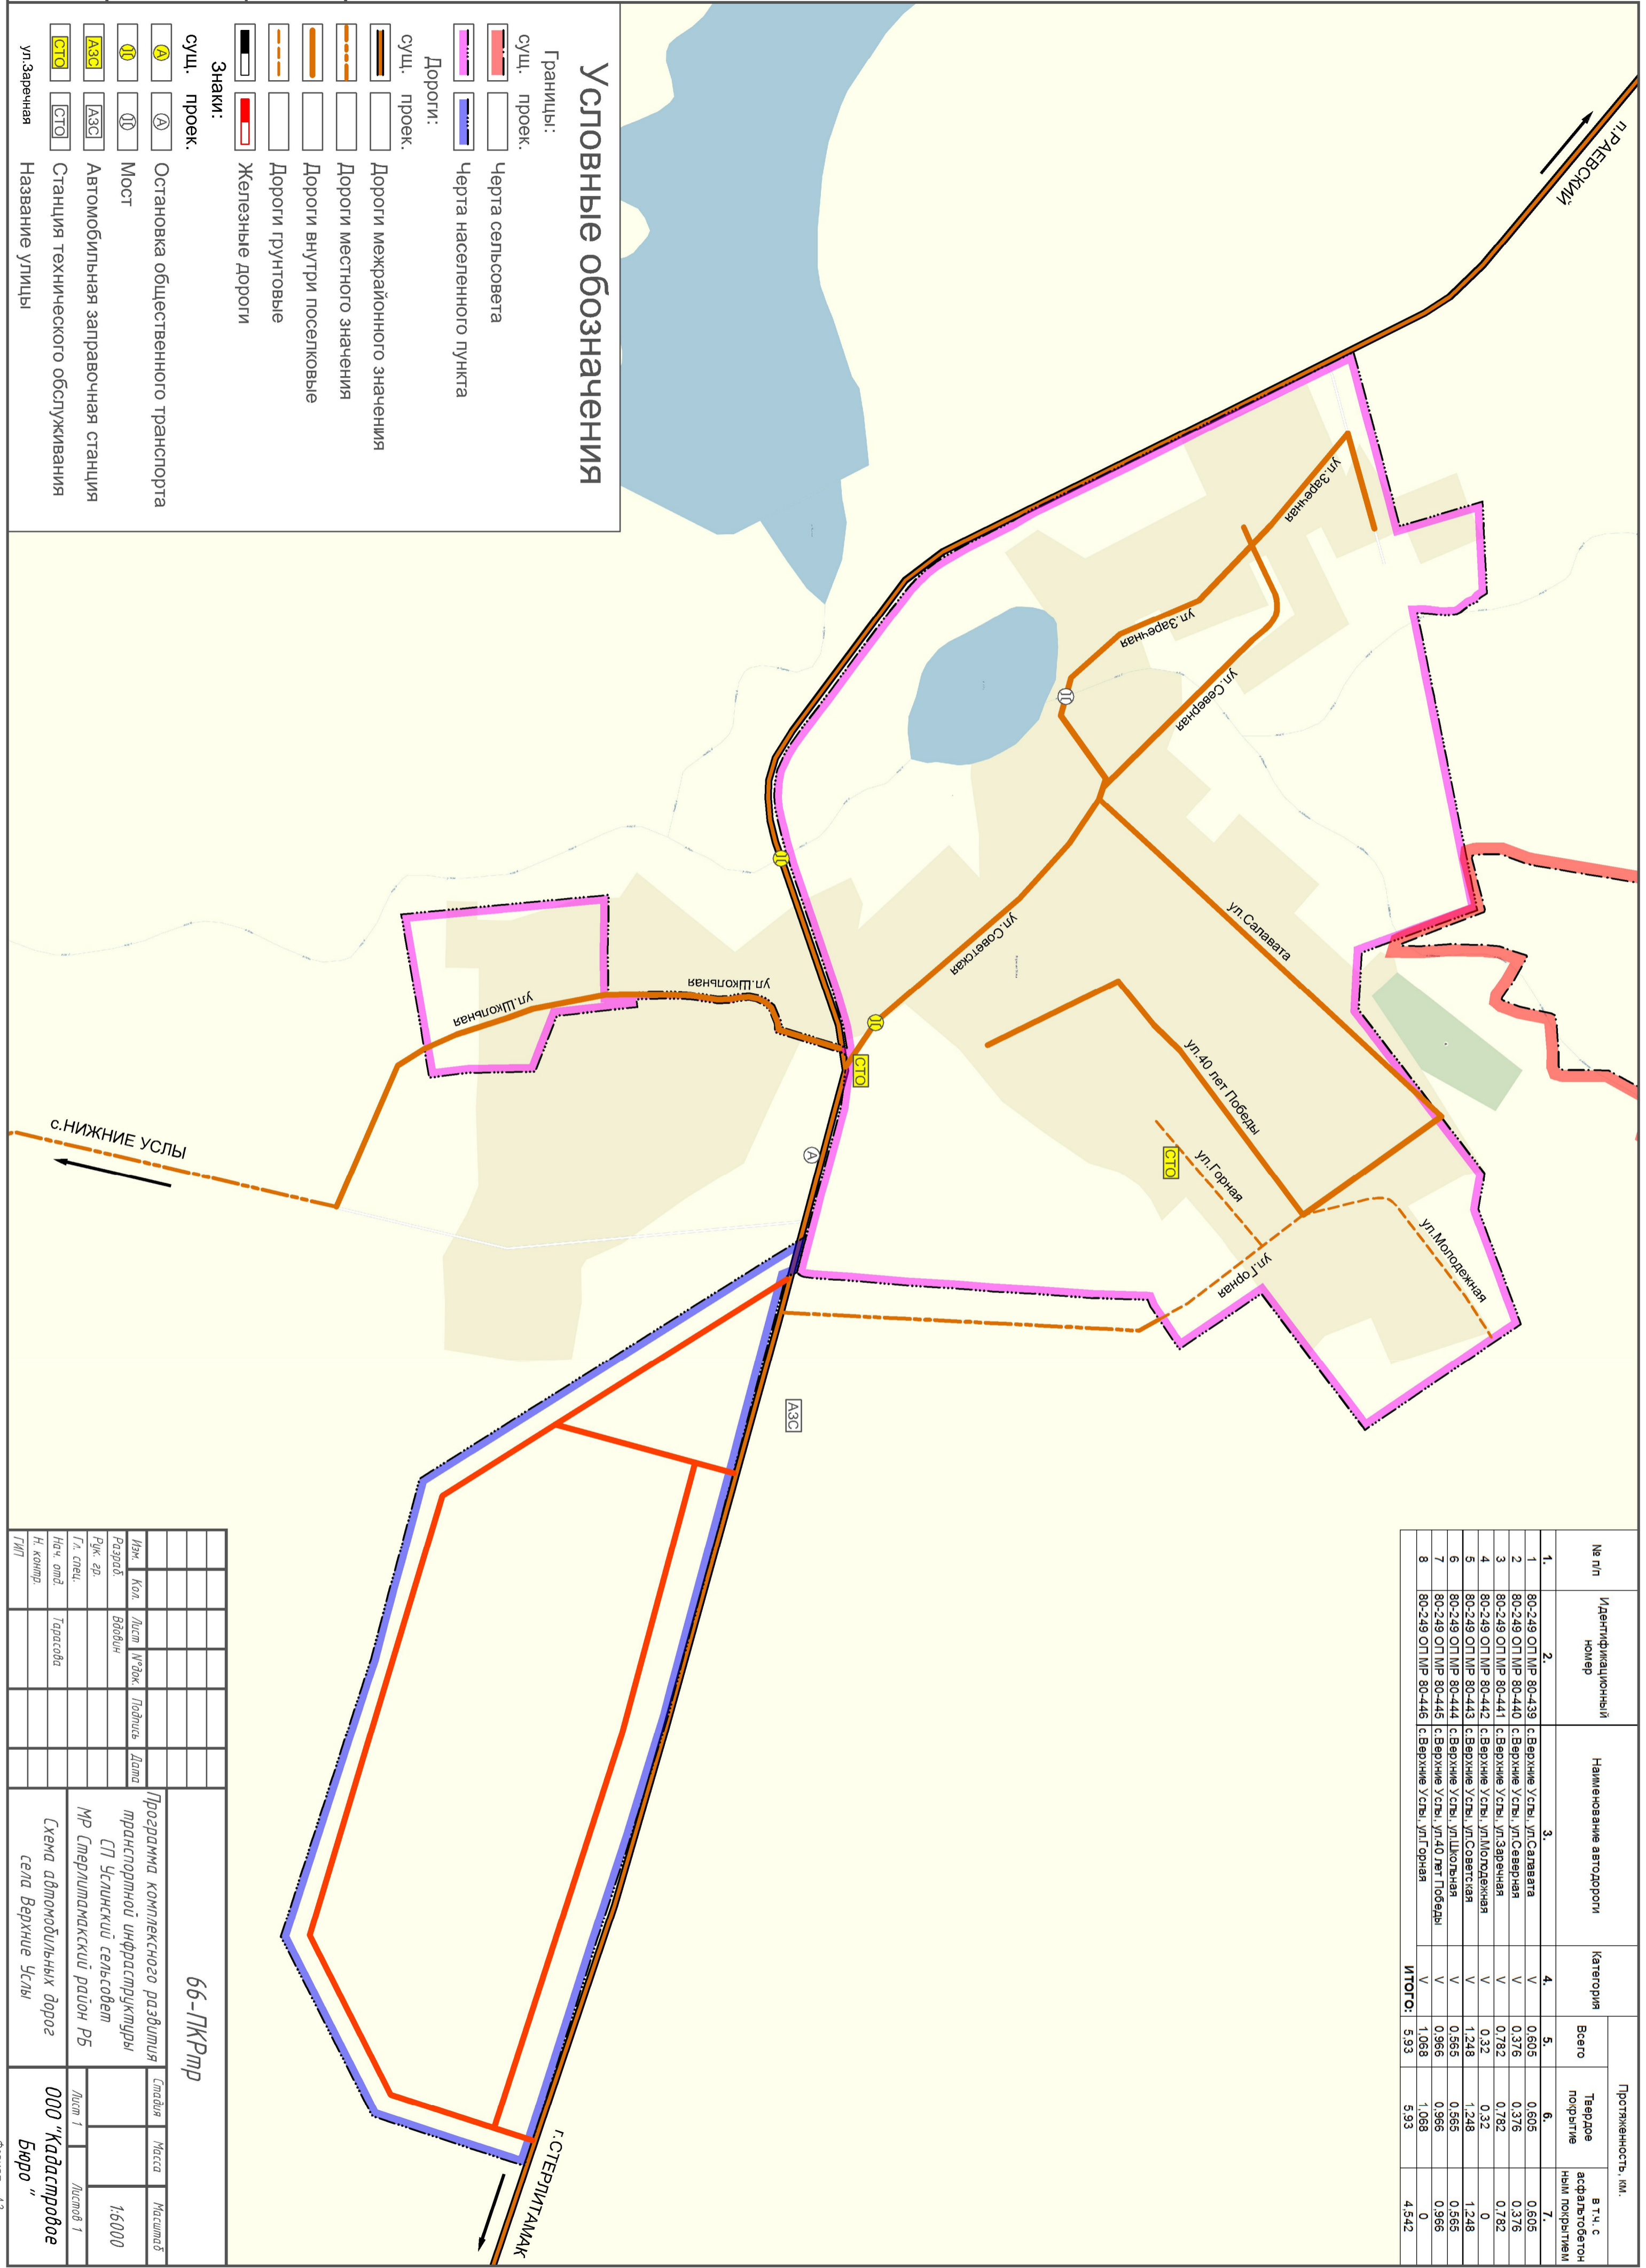 Условные обозначения
Границы:
сущ. проек.
Черта сельсовета
Черта населенного пункта
Дороги:
сущ. проек.
Дороги межрайонного значения
Дороги местного значения
Дороги внутри поселковые
Дороги грунтовые
Железные дороги
Знаки:
сущ. проек.
А А Остановка общественного транспорта
Мост
АЗС АЗС Автомобильная заправочная станция
СТО СТО Станция технического обслуживания
ул.Заречная Название улицы
п.РАЕВСКИЙ
ул.Заречная
ул.Заречная
ул.Северная
ул.Салавата
ул.Советская
ул.Школьная
ул.Школьная
ул.40 лет Победы
ул.Горная
ул.Горная
ул.Молодежная
СТО
СТО
А
АЗС
с.НИЖНИЕ УСЛЫ
г.СТЕРЛИТАМАК
№ п/п Идентификационный номер Наименование автодороги Категория Протяженность, км.
Всего Твердое покрытие в т.ч. с асфальтобетон ным покрытием
1. 2. 3. 4. 5. 6. 7.
1 80-249 ОП МР 80-439 с.Верхние Услы, ул.Салавата V 0,605 0,605 0,605
2 80-249 ОП МР 80-440 с.Верхние Услы, ул.Северная V 0,376 0,376 0,376
3 80-249 ОП МР 80-441 с.Верхние Услы, ул.Заречная V 0,782 0,782 0,782
4 80-249 ОП МР 80-442 с.Верхние Услы, ул.Молодежная V 0,32 0,32 0
5 80-249 ОП МР 80-443 с.Верхние Услы, ул.Советская V 1,248 1,248 1,248
6 80-249 ОП МР 80-444 с.Верхние Услы, ул.Школьная V 0,565 0,565 0,565
7 80-249 ОП МР 80-445 с.Верхние Услы, ул.40 лет Победы V 0,966 0,966 0,966
8 80-249 ОП МР 80-446 с.Верхние Услы, ул.Горная V 1,068 1,068 0
ИТОГО: 5,93 5,93 4,542
66-ПКРтр
Изм. Кол. Лист №док. Подпись Дата
Разраб. Вдовин
Рук. гр.
Гл. спец.
Нач. отд. Тарасова
Н. контр.
ГИП
Программа комплексного развития
транспортной инфраструктуры
СП Услинский сельсовет
МР Стерлитамакский район РБ
Схема автомобильных дорог
села Верхние Услы
Стадия Масса Масштаб
1:6000
Лист 1 Листов 1
ООО "Кадастровое
Бюро "